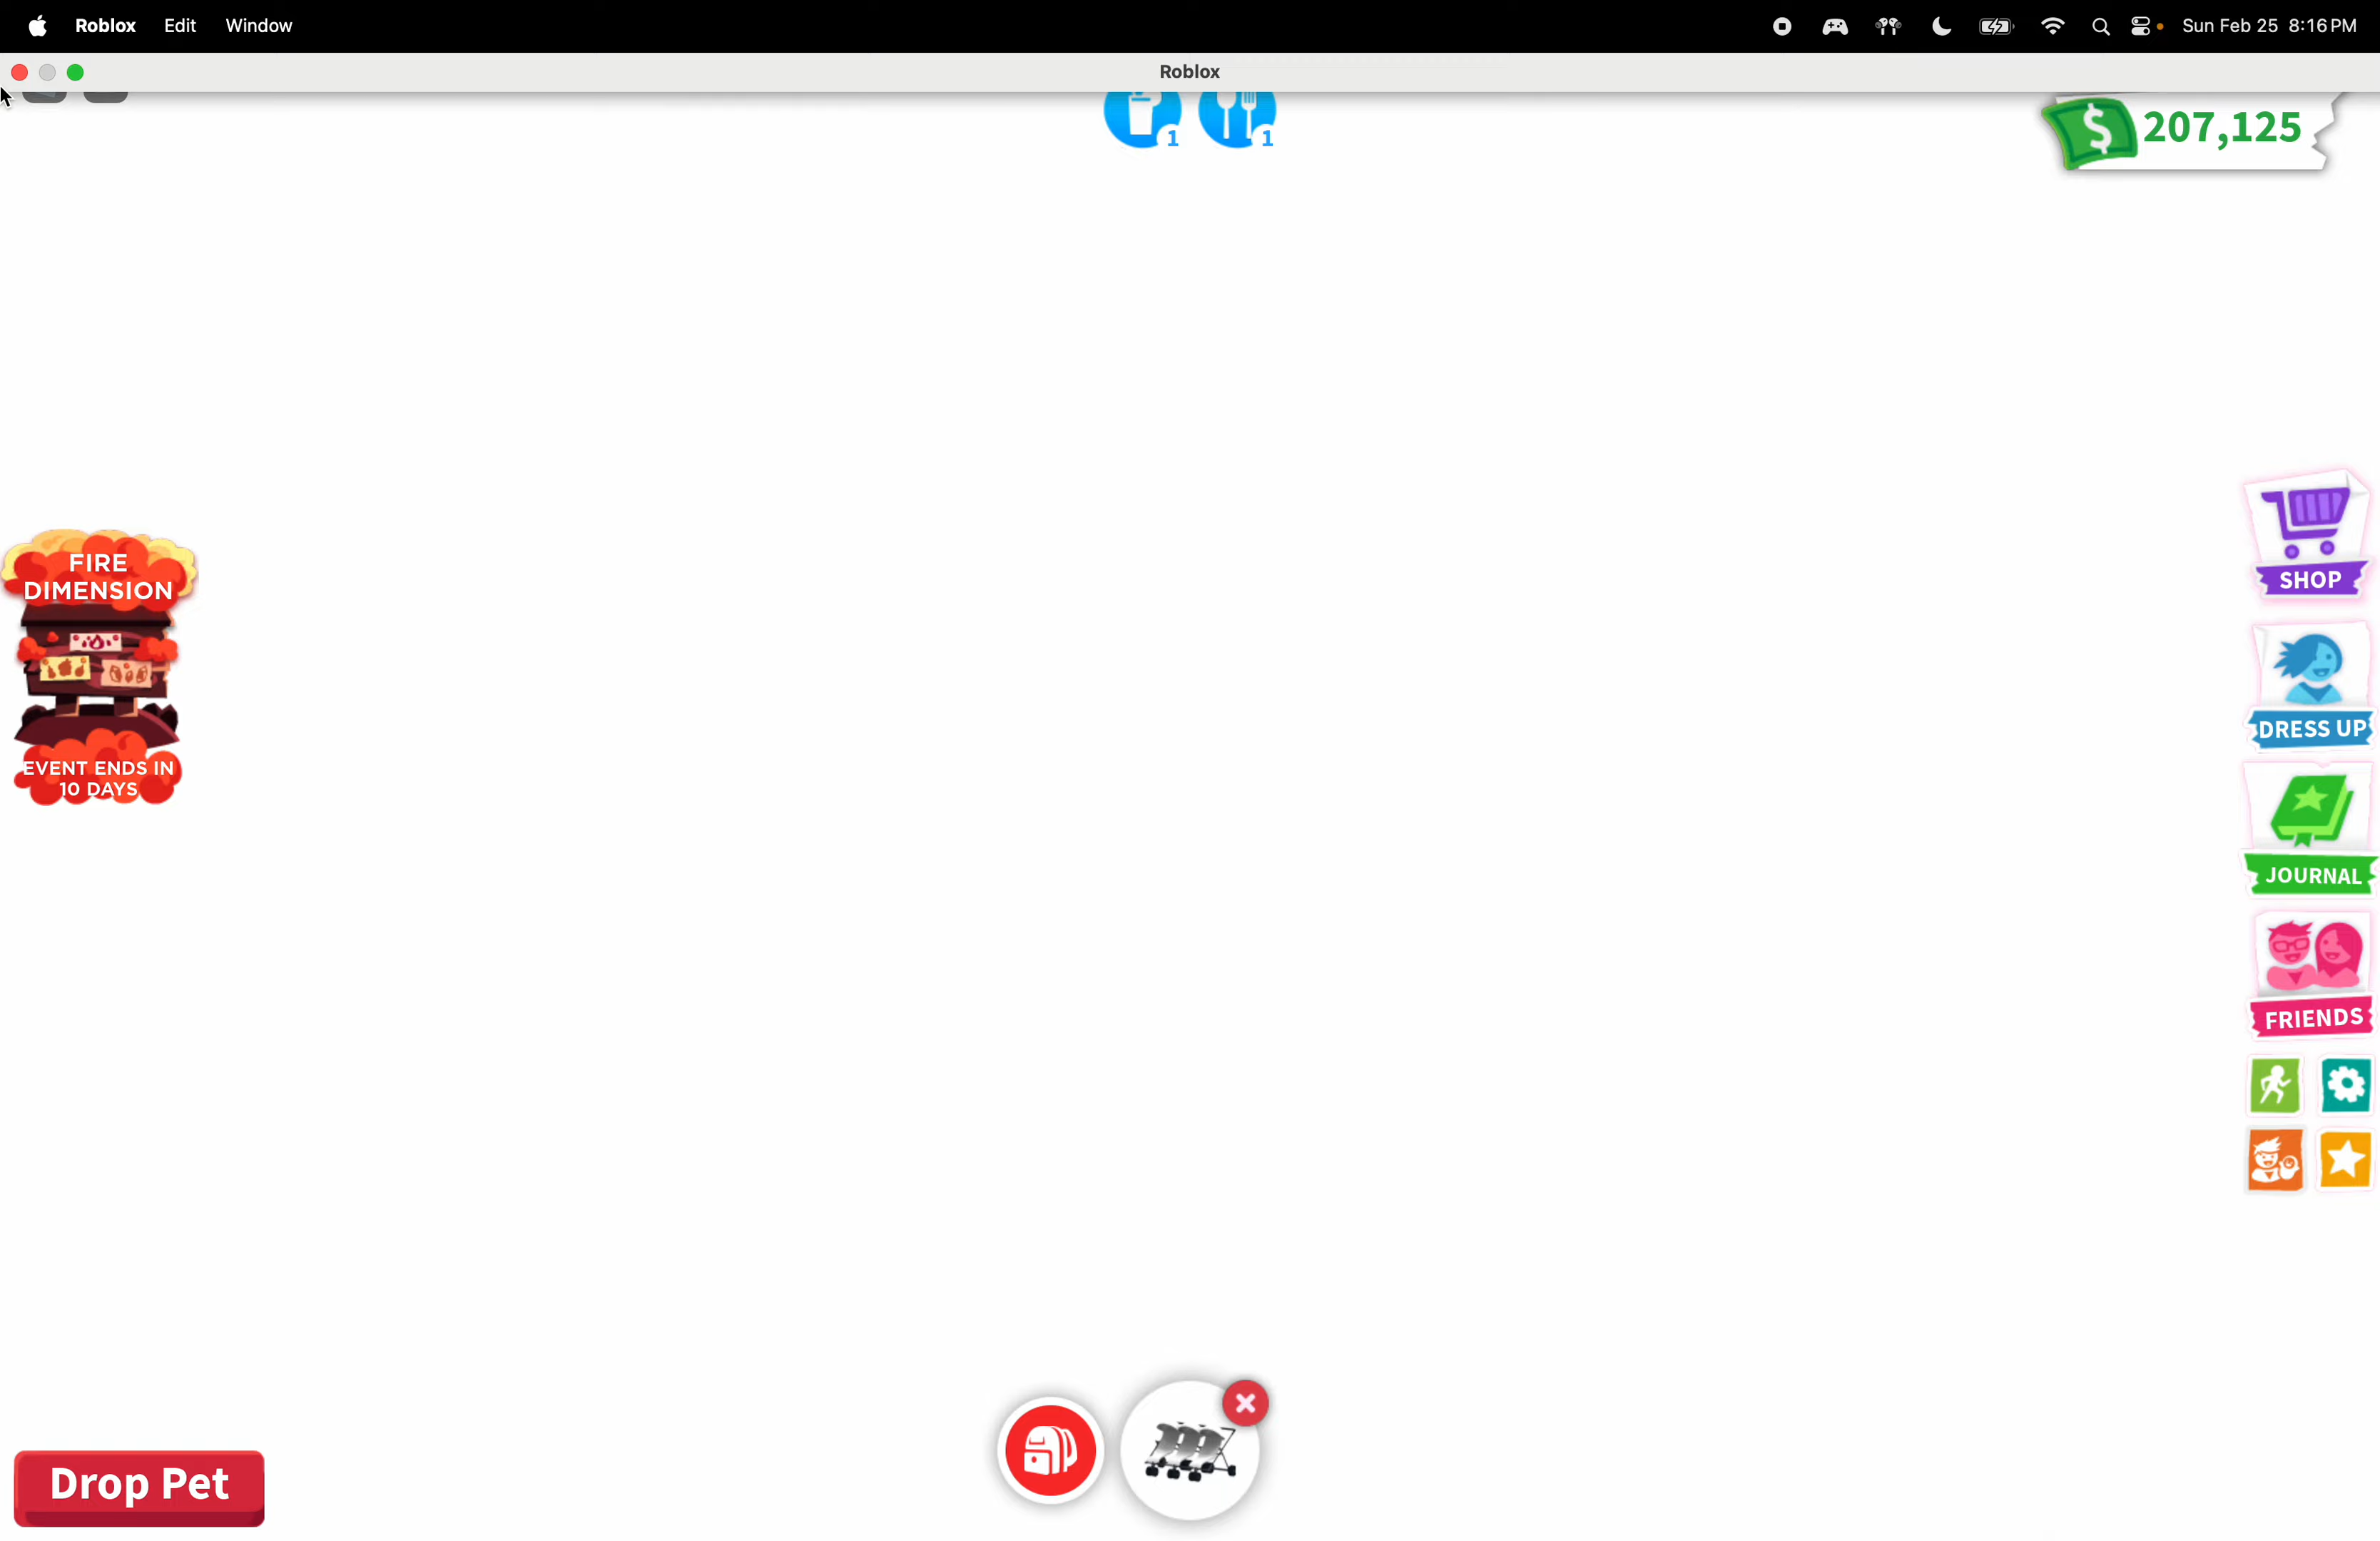 Roblox Edit Window Sun Feb 25 8:16 PM
Roblox
1 1
207,125
FIRE
DIMENSION
EVENT ENDS IN
10 DAYS
SHOP
DRESS UP
JOURNAL
FRIENDS
Drop Pet